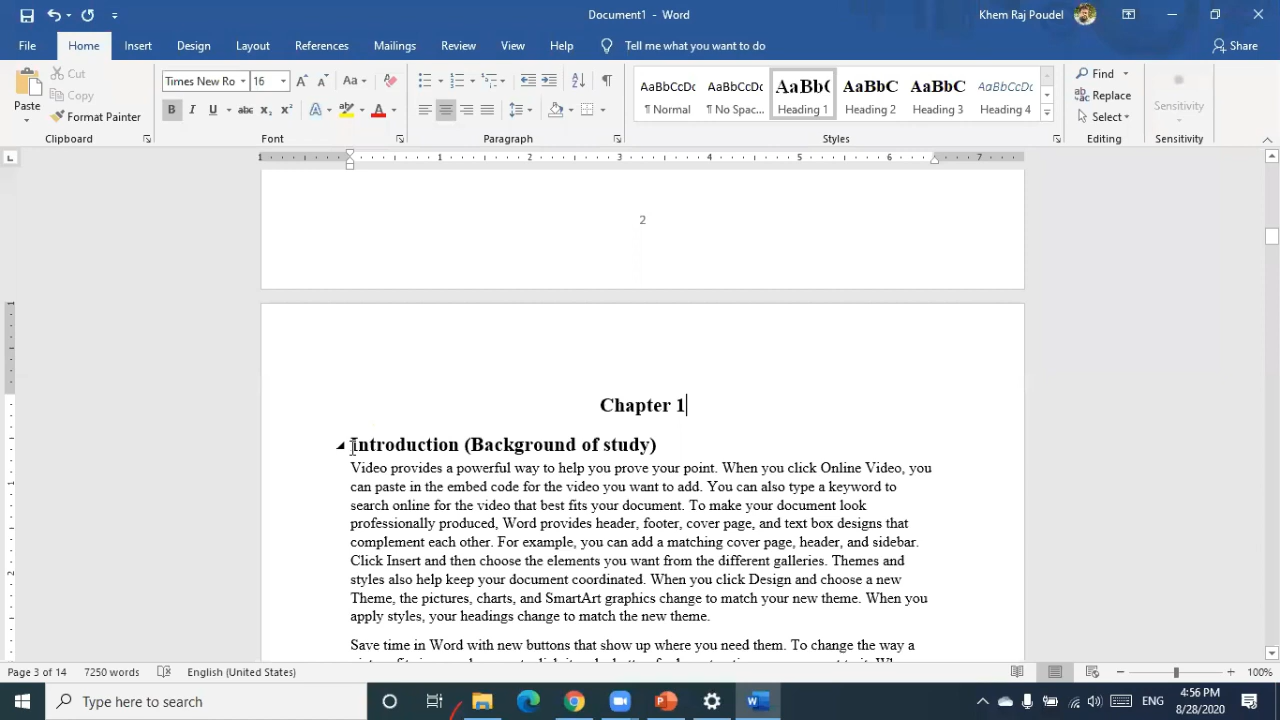 Document1 - Word
Khem Raj Poudel
File
Home
Insert
Design
Layout
References
Mailings
Review
View
Help
Tell me what you want to do
Share
Paste
Cut
Copy
Format Painter
Clipboard
Times New Ro
16
Font
Paragraph
AaBbCcDc
¶ Normal
AaBbCcDc
¶ No Spac...
AaBb(
Heading 1
AaBbC
Heading 2
AaBbC
Heading 3
AaBbCcDc
Heading 4
Styles
Find
Replace
Select
Editing
Sensitivity
Sensitivity
1 1 2 3 4 5 6 7
2
Chapter 1
Introduction (Background of study)
Video provides a powerful way to help you prove your point. When you click Online Video, you
can paste in the embed code for the video you want to add. You can also type a keyword to
search online for the video that best fits your document. To make your document look
professionally produced, Word provides header, footer, cover page, and text box designs that
complement each other. For example, you can add a matching cover page, header, and sidebar.
Click Insert and then choose the elements you want from the different galleries. Themes and
styles also help keep your document coordinated. When you click Design and choose a new
Theme, the pictures, charts, and SmartArt graphics change to match your new theme. When you
apply styles, your headings change to match the new theme.
Save time in Word with new buttons that show up where you need them. To change the way a
Page 3 of 14
7250 words
English (United States)
100%
Type here to search
ENG
4:56 PM
8/28/2020